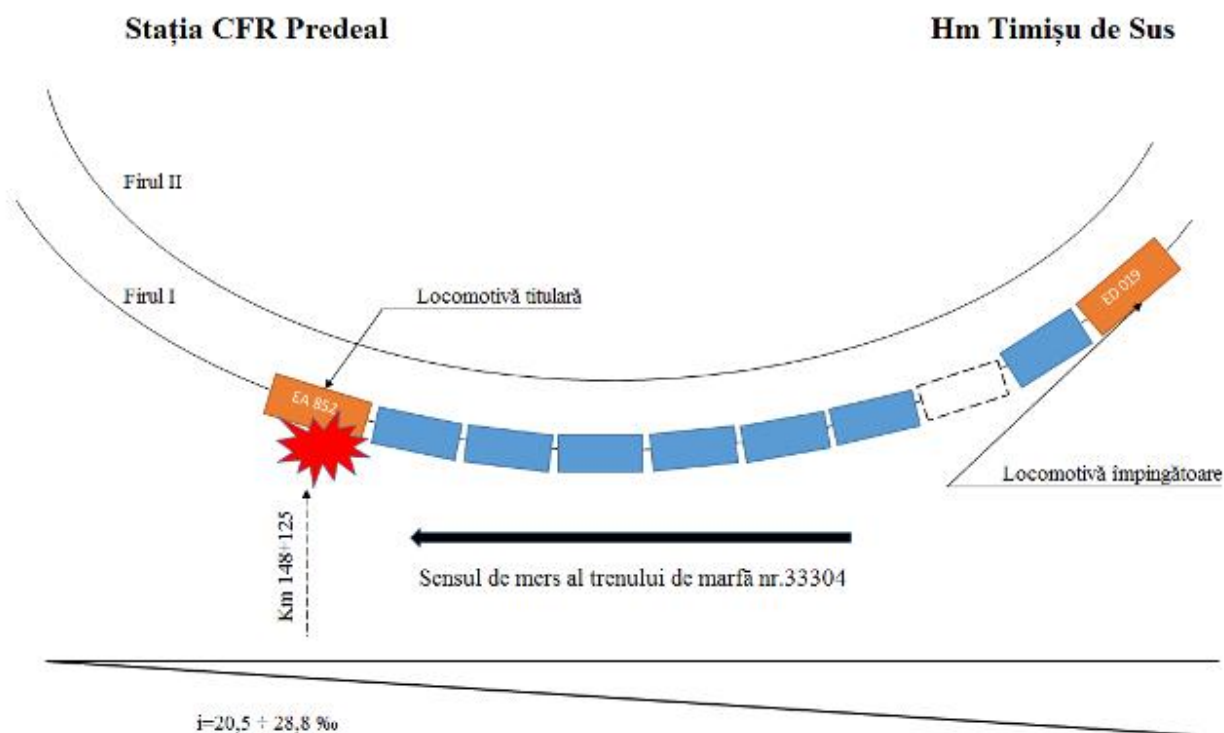 Stația CFR Predeal
Hm Timișu de Sus
Firul II
Firul I
Locomotivă titulară
ED 019
EA 852
Locomotivă împingătoare
Km 148+125
Sensul de mers al trenului de marfă nr.33304
i=20,5 ÷ 28,8 ‰